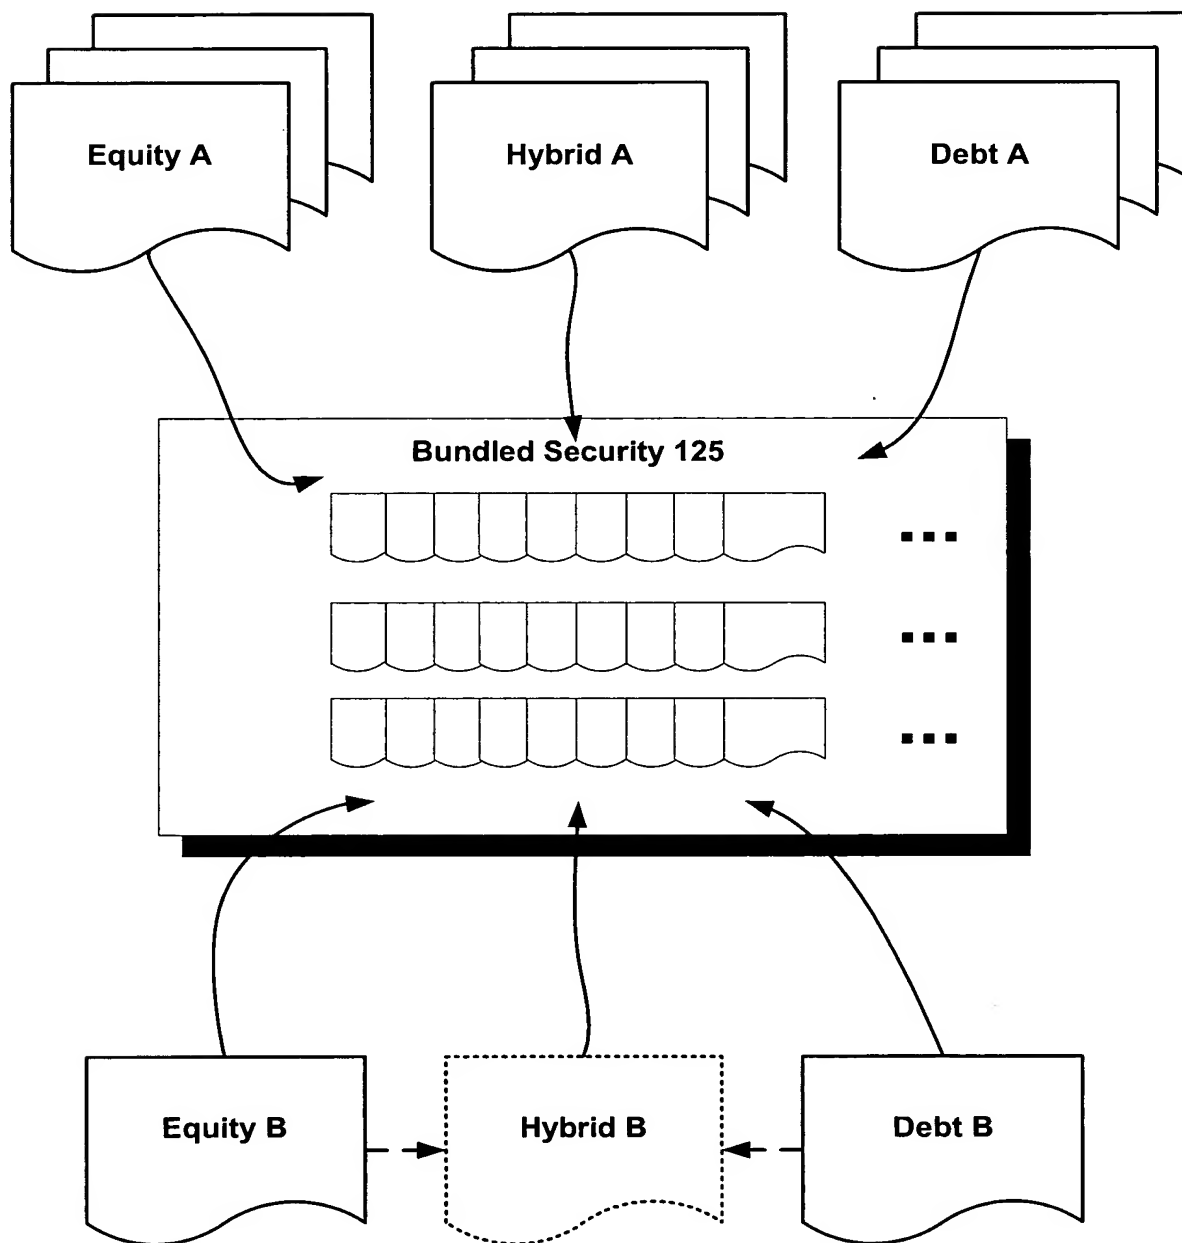 Equity A
Hybrid A
Debt A
Bundled Security 125
...
...
...
Equity B
Hybrid B
Debt B